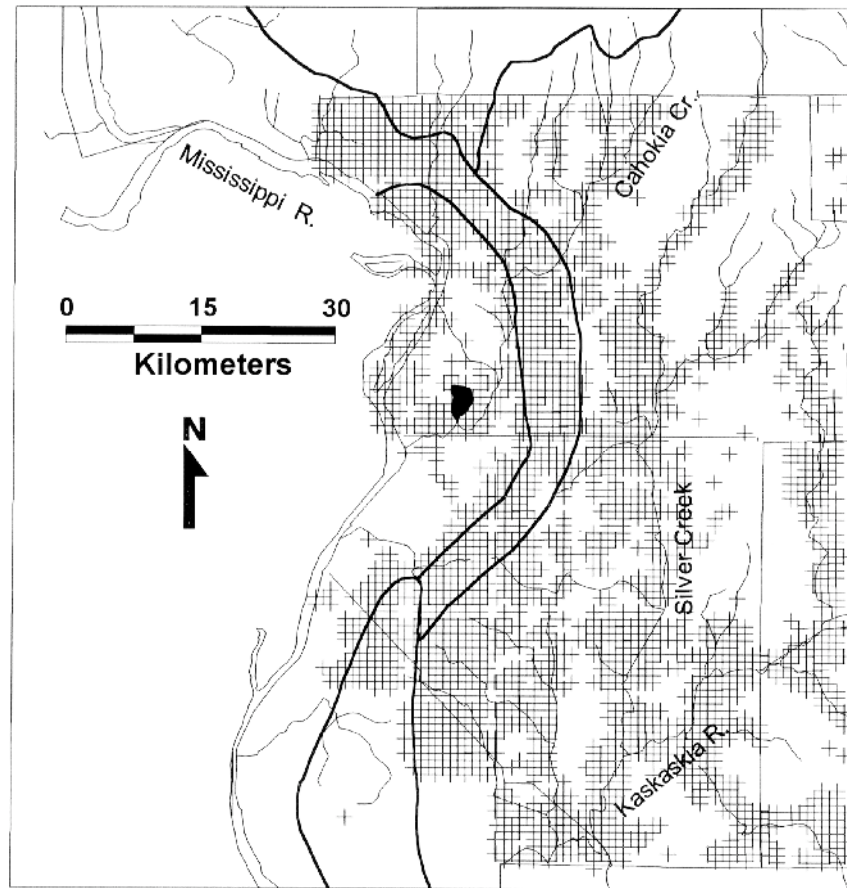 Cahokia Cr.
Mississippi R.
0 15 30
Kilometers
N
Silver Creek
Kaskaskia R.